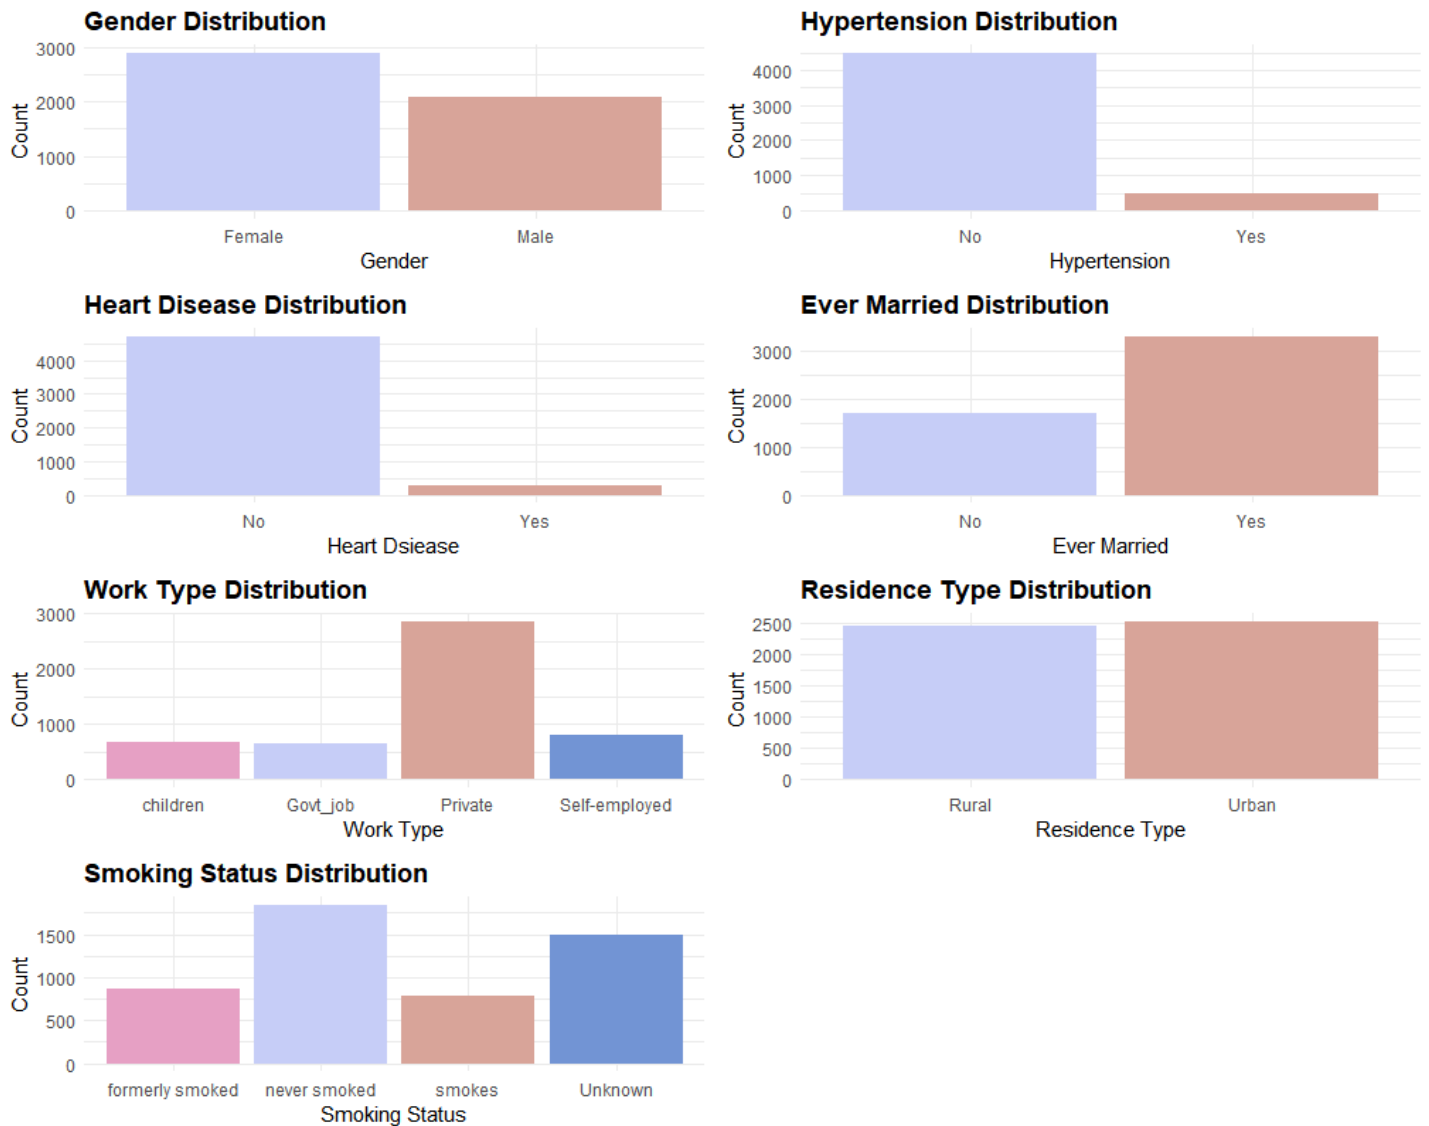 Gender Distribution
3000
2000
1000
0
Count
Female Male
Gender
Hypertension Distribution
4000
3000
2000
1000
0
Count
No Yes
Hypertension
Heart Disease Distribution
4000
3000
2000
1000
0
Count
No Yes
Heart Dsiease
Ever Married Distribution
3000
2000
1000
0
Count
No Yes
Ever Married
Work Type Distribution
3000
2000
1000
0
Count
children Govt_job Private Self-employed
Work Type
Residence Type Distribution
2500
2000
1500
1000
500
0
Count
Rural Urban
Residence Type
Smoking Status Distribution
1500
1000
500
0
Count
formerly smoked never smoked smokes Unknown
Smoking Status